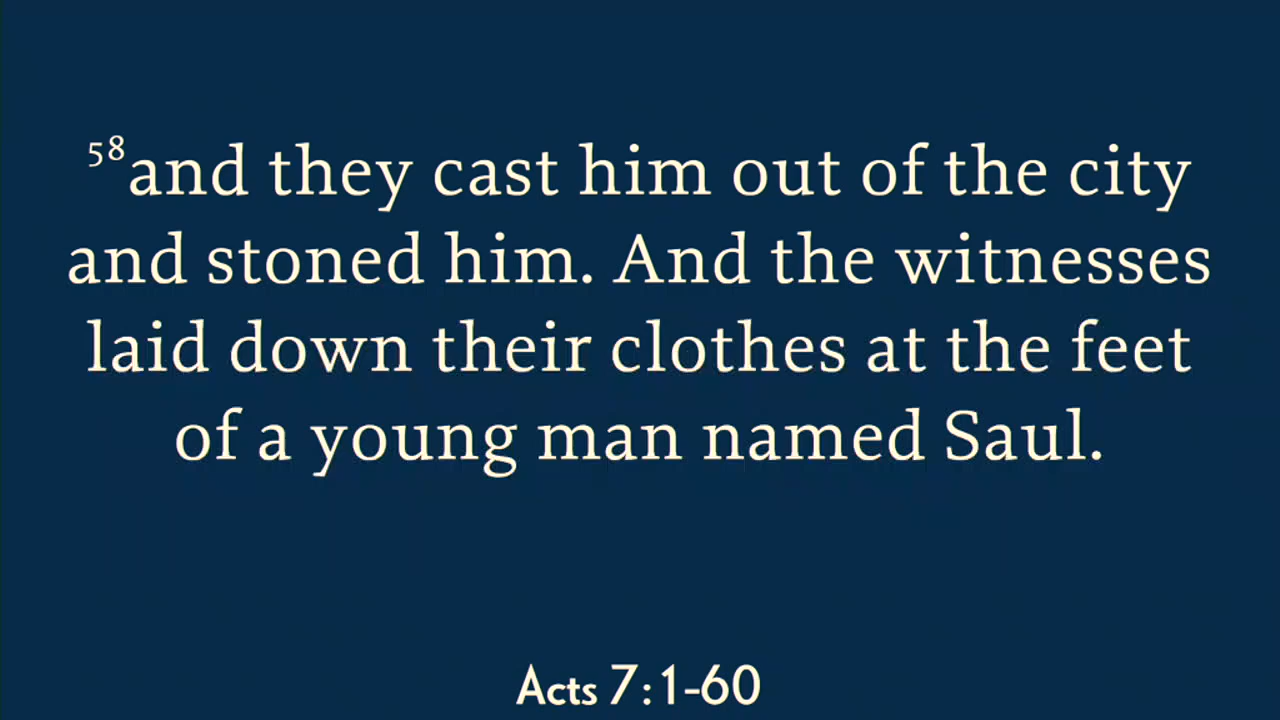 58and they cast him out of the city
and stoned him. And the witnesses
laid down their clothes at the feet
of a young man named Saul.
Acts 7:1-60